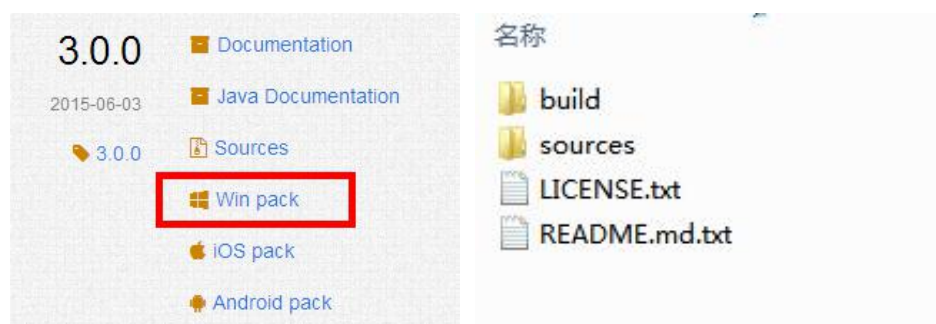 3.0.0
2015-06-03
3.0.0
Documentation
Java Documentation
Sources
Win pack
iOS pack
Android pack
名称
build
sources
LICENSE.txt
README.md.txt